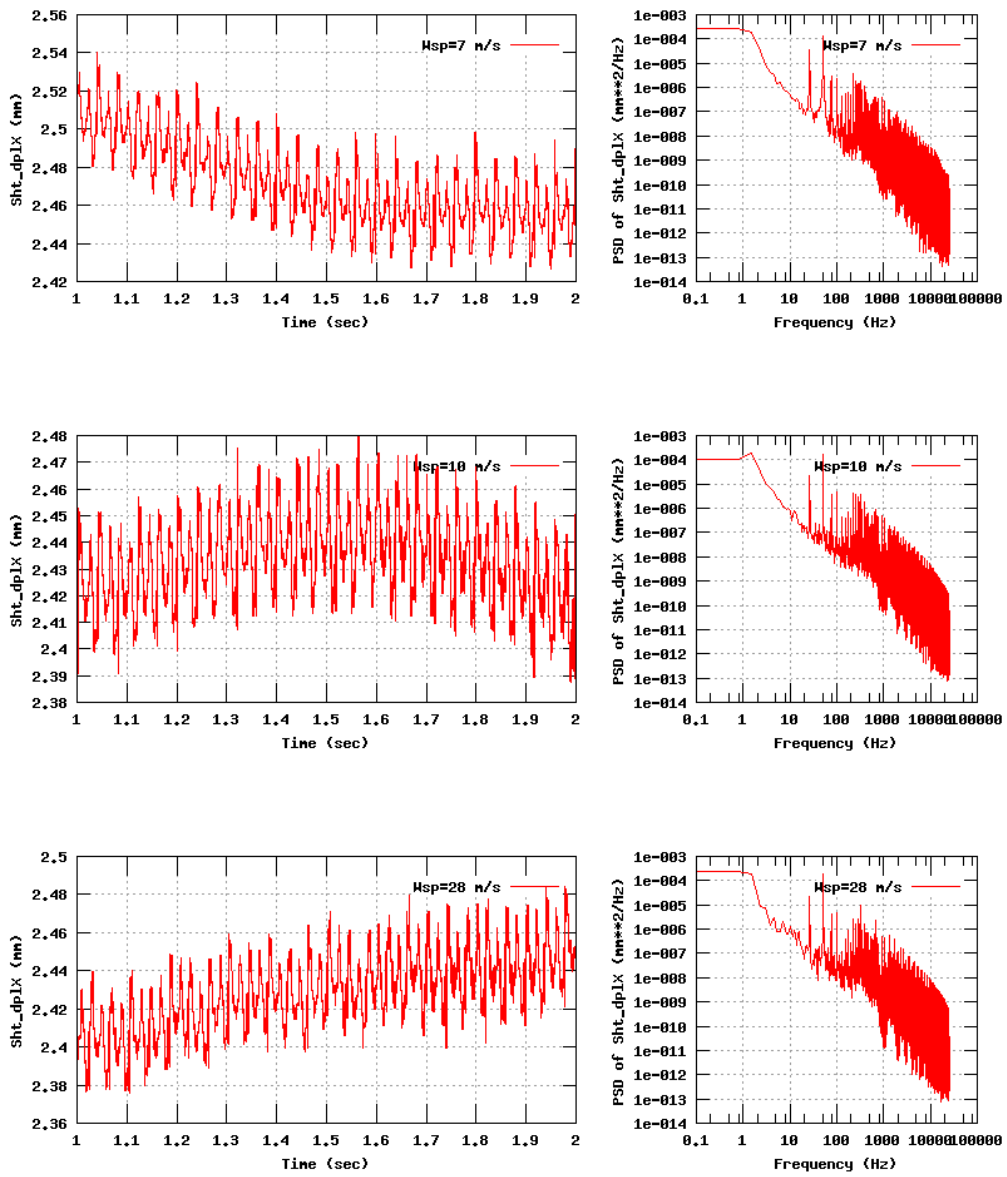 2.56
2.54
2.52
2.5
2.48
2.46
2.44
2.42
Sht_dplX (mm)
Wsp=7 m/s
1 1.1 1.2 1.3 1.4 1.5 1.6 1.7 1.8 1.9 2
Time (sec)
1e-003
1e-004
1e-005
1e-006
1e-007
1e-008
1e-009
1e-010
1e-011
1e-012
1e-013
1e-014
PSD of Sht_dplX (mm**2/Hz)
Wsp=7 m/s
0.1 1 10 100 1000 10000 100000
Frequency (Hz)
2.48
2.47
2.46
2.45
2.44
2.43
2.42
2.41
2.4
2.39
2.38
Sht_dplX (mm)
Wsp=10 m/s
1 1.1 1.2 1.3 1.4 1.5 1.6 1.7 1.8 1.9 2
Time (sec)
1e-003
1e-004
1e-005
1e-006
1e-007
1e-008
1e-009
1e-010
1e-011
1e-012
1e-013
1e-014
PSD of Sht_dplX (mm**2/Hz)
Wsp=10 m/s
0.1 1 10 100 1000 10000 100000
Frequency (Hz)
2.5
2.48
2.46
2.44
2.42
2.4
2.38
2.36
Sht_dplX (mm)
Wsp=28 m/s
1 1.1 1.2 1.3 1.4 1.5 1.6 1.7 1.8 1.9 2
Time (sec)
1e-003
1e-004
1e-005
1e-006
1e-007
1e-008
1e-009
1e-010
1e-011
1e-012
1e-013
1e-014
PSD of Sht_dplX (mm**2/Hz)
Wsp=28 m/s
0.1 1 10 100 1000 10000 100000
Frequency (Hz)